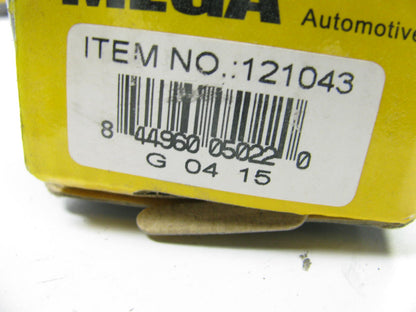 MEGA
Automotive
ITEM NO.:121043
8 44960 05022 0
G 04 15